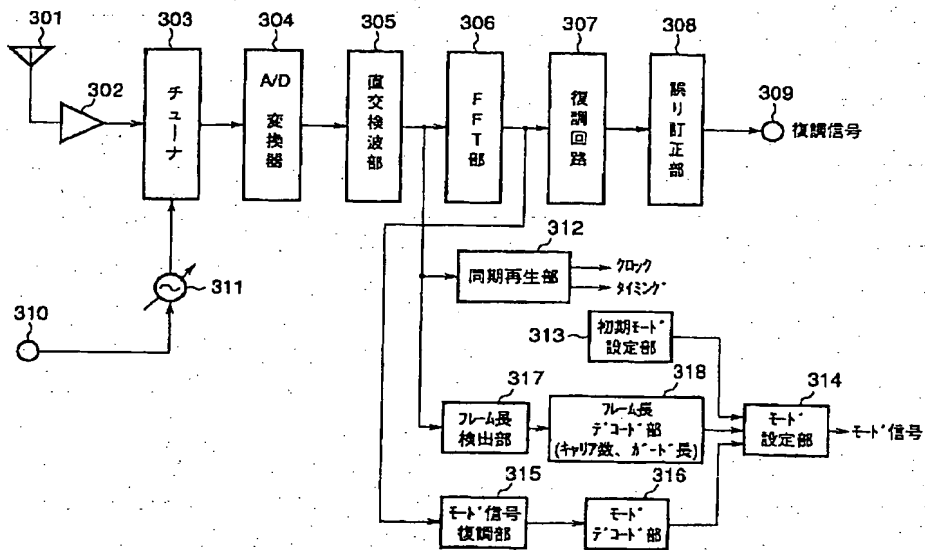 301
302
303
チューナ
304
A/D
変換器
305
直交検波部
306
FFT部
307
復調回路
308
誤り訂正部
309
復調信号
310
311
312
同期再生部
クロック
タイミング
313
初期モード
設定部
317
フレーム長
検出部
318
フレーム長
デコード部
(キャリア数、ガード長)
314
モード
設定部
モード信号
315
モード信号
復調部
316
モード
デコード部